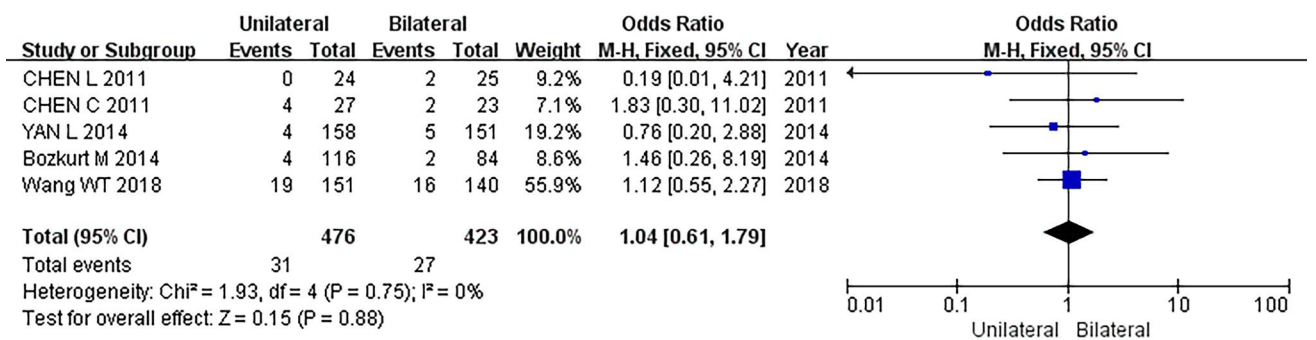 Unilateral Bilateral Odds Ratio Odds Ratio
Study or Subgroup Events Total Events Total Weight M-H, Fixed, 95% CI Year M-H, Fixed, 95% CI
CHEN L 2011 0 24 2 25 9.2% 0.19 [0.01, 4.21] 2011
CHEN C 2011 4 27 2 23 7.1% 1.83 [0.30, 11.02] 2011
YAN L 2014 4 158 5 151 19.2% 0.76 [0.20, 2.88] 2014
Bozkurt M 2014 4 116 2 84 8.6% 1.46 [0.26, 8.19] 2014
Wang WT 2018 19 151 16 140 55.9% 1.12 [0.55, 2.27] 2018
Total (95% CI) 476 423 100.0% 1.04 [0.61, 1.79]
Total events 31 27
Heterogeneity: Chi² = 1.93, df = 4 (P = 0.75); I² = 0%
Test for overall effect: Z = 0.15 (P = 0.88)
0.01 0.1 1 10 100
Unilateral Bilateral